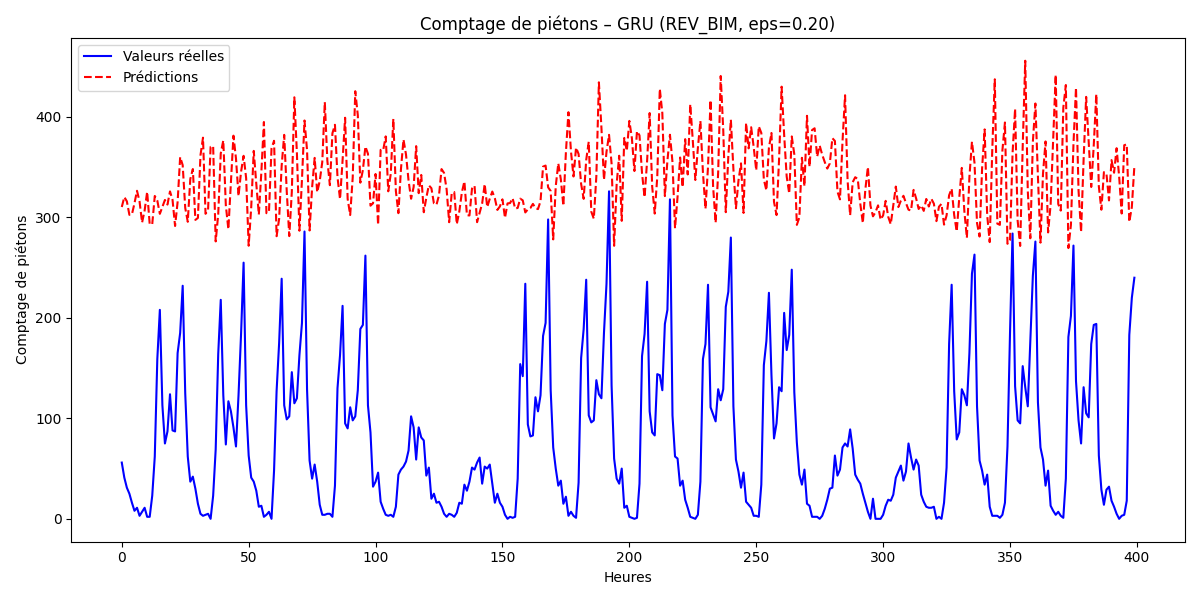 Comptage de piétons – GRU (REV_BIM, eps=0.20)
Valeurs réelles
Prédictions
Comptage de piétons
400
300
200
100
0
0 50 100 150 200 250 300 350 400
Heures